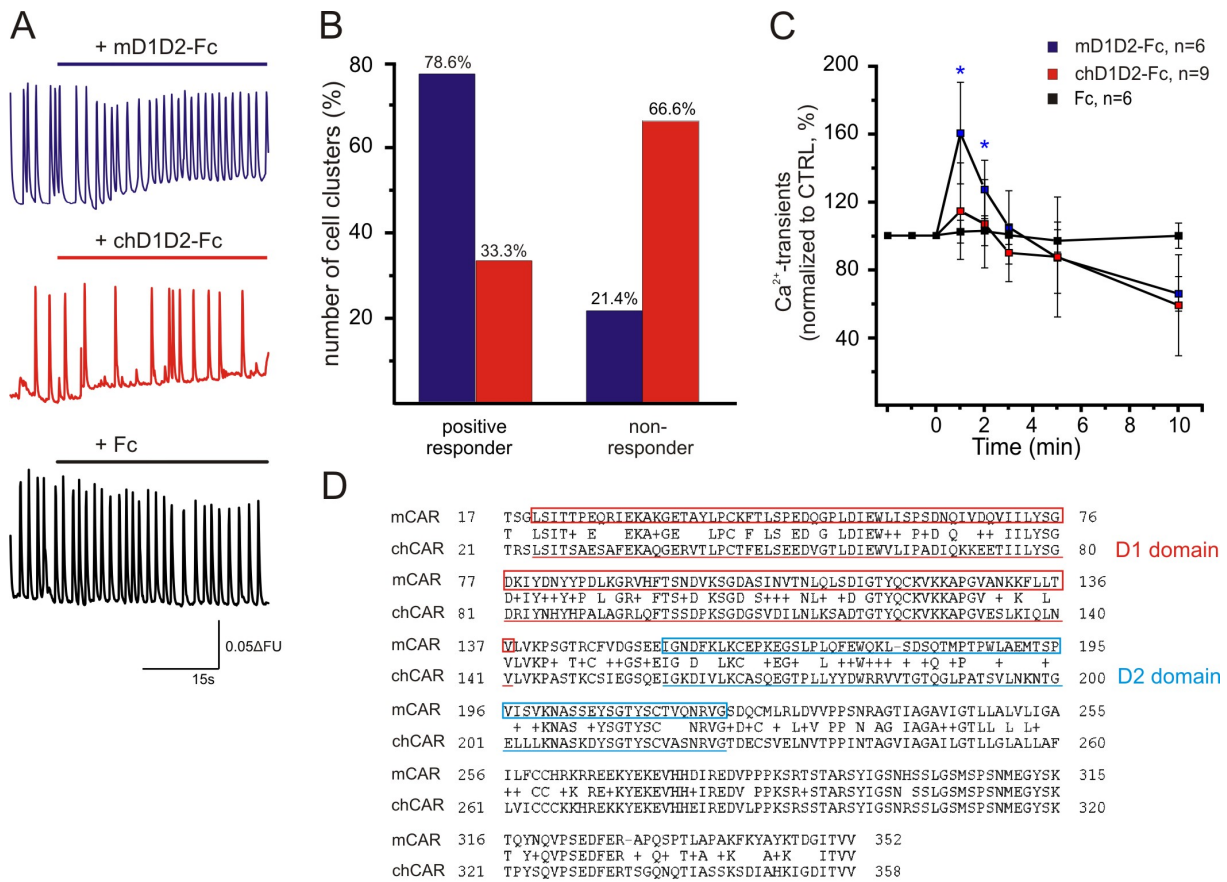 A
+ mD1D2-Fc
+ chD1D2-Fc
+ Fc
0.05ΔFU
15s
B
number of cell clusters (%)
80
60
40
20
78.6%
33.3%
21.4%
66.6%
positive responder
non-responder
C
mD1D2-Fc, n=6
chD1D2-Fc, n=9
Fc, n=6
Ca²⁺-transients
(normalized to CTRL, %)
200
160
120
80
40
*
*
0 2 4 6 8 10
Time (min)
D
mCAR 17 TSGLSITTPEQRIEKAKGETAYLPCKFTLSPEDQGPLDIEWLISPSDNQIVDQVIILYSG 76
T LSIT+ E EKA+GE LPC F LS ED G LDIEW++ P+D Q ++ ILYSG
chCAR 21 TRSLSITSAESAFEKAQGERVTLPCTFELSEEDVGTLDIEWVLIPADIQKKEETIILYSG 80
D1 domain
mCAR 77 DKIYDNYYPDLKGRVHFTSNDVKSGDASINVTNLQLSDIGTYQCKVKKAPGVANKKFLLT 136
D+IY++Y+P L GR+ FTS+D KSGD S+++ NL+ +D GTYQCKVKKAPGV + K L
chCAR 81 DRIYNHYHPALAGRLQFTSSDPKSGDGSVDILNLKSADTGTYQCKVKKAPGVESLKIQLN 140
mCAR 137 VLVKPSGTRCFVDGSEEIGNDFKLKCEPKEGSLPLQFEWQKL-SDSQTMPTPWLAEMTSP 195
VLVKP+ T+C ++G++EIG D LKC +EG+ L++W++++ + +Q+P + +
chCAR 141 VLVKPASTKCSIEGSQEIGKDIVLKCASQEGTPLLYYDWRRVVTGTQGLPATSVLNKNTG 200
D2 domain
mCAR 196 VISVKNASSEYSGTYSCTVQNRVGSDQCMLRLDVVPPSNRAGTIAGAVIGTLLALVLIGA 255
+ +KNAS +YSGTYSC NRVG+D+C + L+V PP N AG IAGA++GTLL L L+
chCAR 201 ELLLKNASKDYSGTYSCVASNRVGTDECSVELNVTPPINTAGVIAGAILGTLLGLALLAF 260
mCAR 256 ILFCCHRKRREEKYEKEVHHDIREDVPPPKSRTSTARSYIGSNHSSLGSMSPSNMEGYSK 315
++ CC +K RE+KYEKEVHH+IRED PPPKSR+STARSYIGSN SSLGSMSPSNMEGYSK
chCAR 261 LVICCCKKHREKKYEKEVHHEIREDVLPPKSRSSTARSYIGSNRSSLGSMSPSNMEGYSK 320
mCAR 316 TQYNQVPSEDFER-APQSPTLAPAKFKYAYKTDGITVV 352
T Y+QVPSEDFER + Q+ T+A +K A+K ITVV
chCAR 321 TPYSQVPSEDFERTSGQNQTIASSKSDIAHKIGDITVV 358